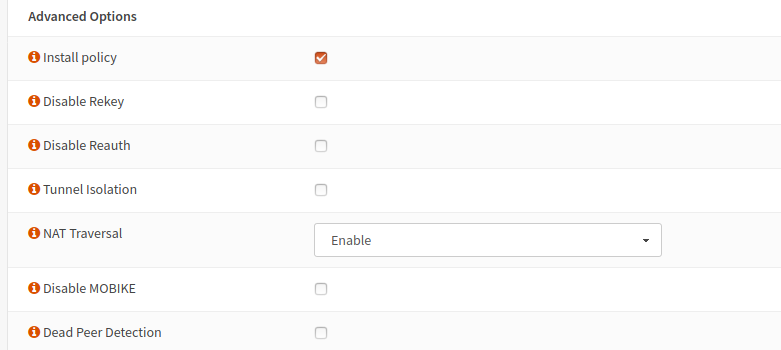 Advanced Options
Install policy
Disable Rekey
Disable Reauth
Tunnel Isolation
NAT Traversal Enable
Disable MOBIKE
Dead Peer Detection